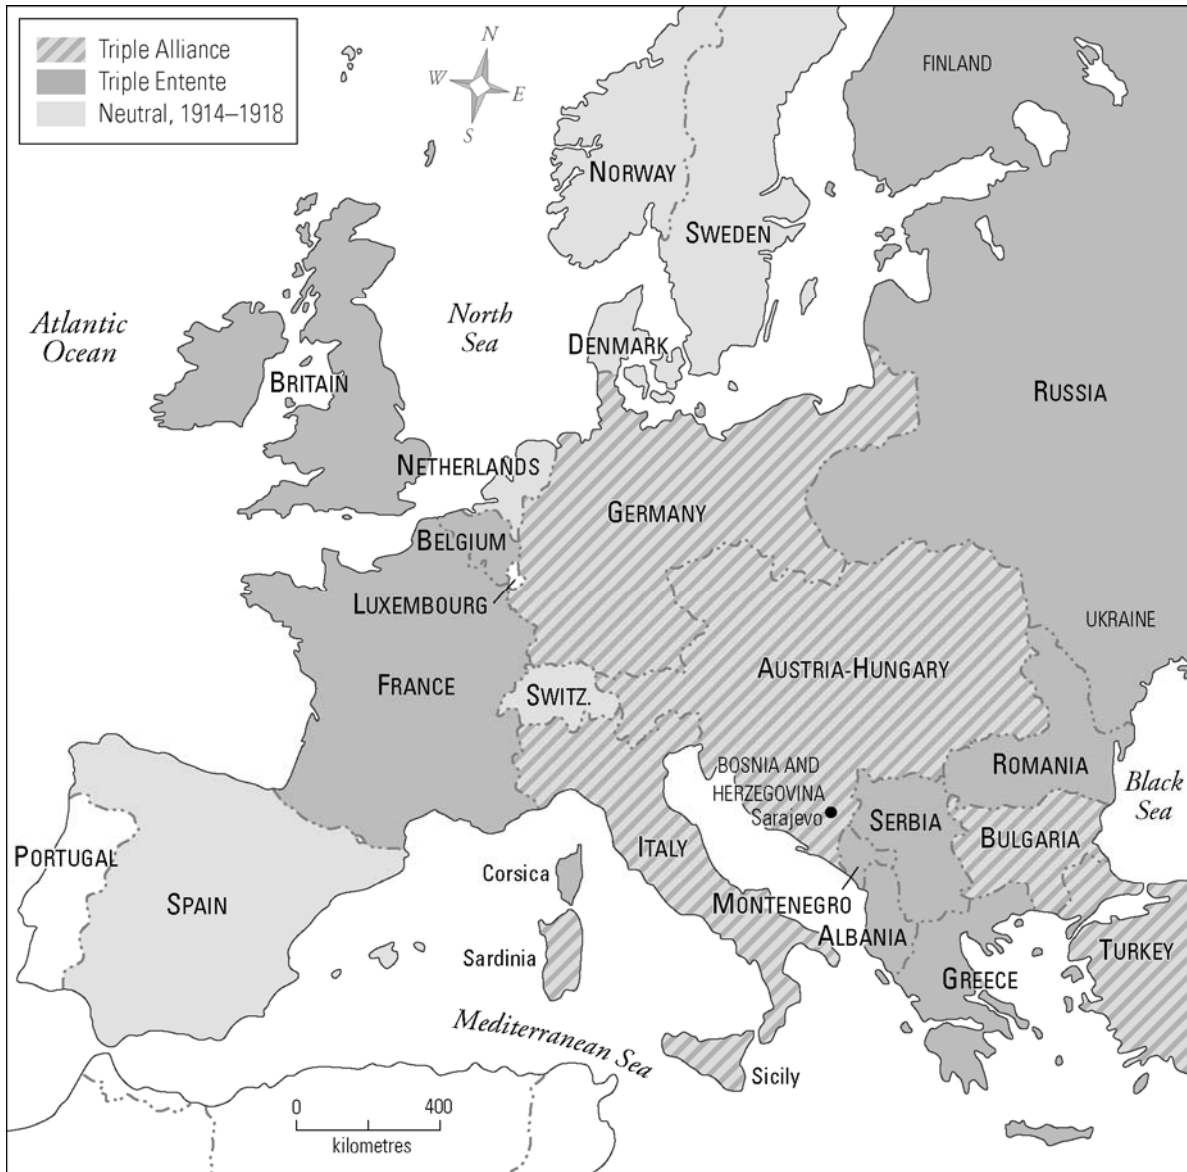 Triple Alliance
Triple Entente
Neutral, 1914–1918
N
W
E
S
FINLAND
NORWAY
SWEDEN
Atlantic
Ocean
North
Sea
DENMARK
BRITAIN
RUSSIA
NETHERLANDS
GERMANY
BELGIUM
LUXEMBOURG
UKRAINE
FRANCE
SWITZ.
AUSTRIA-HUNGARY
BOSNIA AND
HERZEGOVINA
Sarajevo
ROMANIA
Black
Sea
SERBIA
BULGARIA
ITALY
PORTUGAL
SPAIN
Corsica
MONTENEGRO
ALBANIA
Sardinia
TURKEY
GREECE
Mediterranean Sea
Sicily
0
400
kilometres